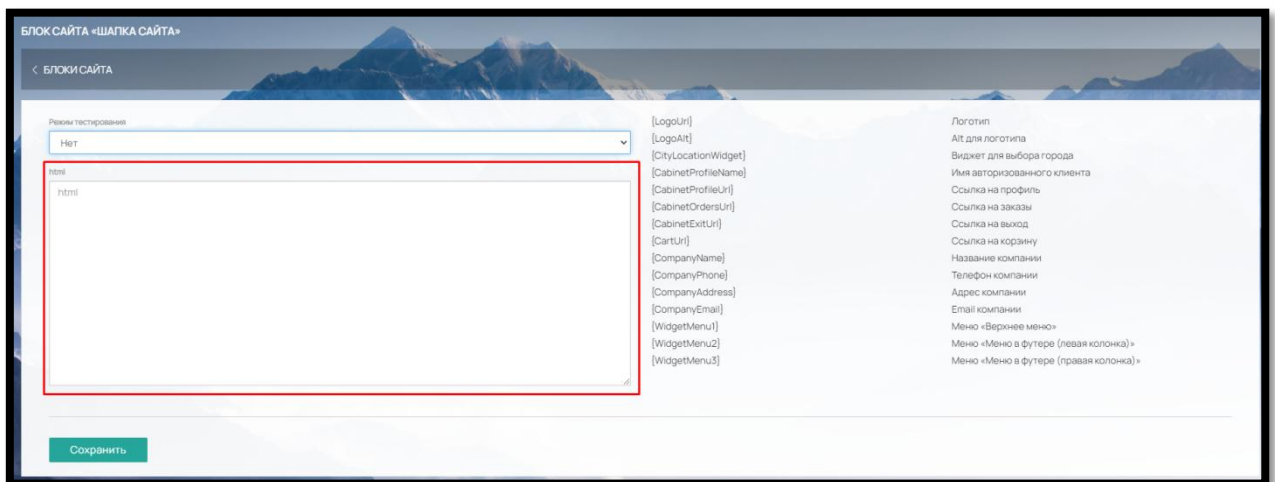 БЛОК САЙТА «ШАПКА САЙТА»
< БЛОКИ САЙТА
Режим тестирования
Нет
html
html
{LogoUrl} Логотип
{LogoAlt} Alt для логотипа
{CityLocationWidget} Виджет для выбора города
{CabinetProfileName} Имя авторизованного клиента
{CabinetProfileUrl} Ссылка на профиль
{CabinetOrdersUrl} Ссылка на заказы
{CabinetExitUrl} Ссылка на выход
{CartUrl} Ссылка на корзину
{CompanyName} Название компании
{CompanyPhone} Телефон компании
{CompanyAddress} Адрес компании
{CompanyEmail} Email компании
{WidgetMenu1} Меню «Верхнее меню»
{WidgetMenu2} Меню «Меню в футере (левая колонка)»
{WidgetMenu3} Меню «Меню в футере (правая колонка)»
Сохранить